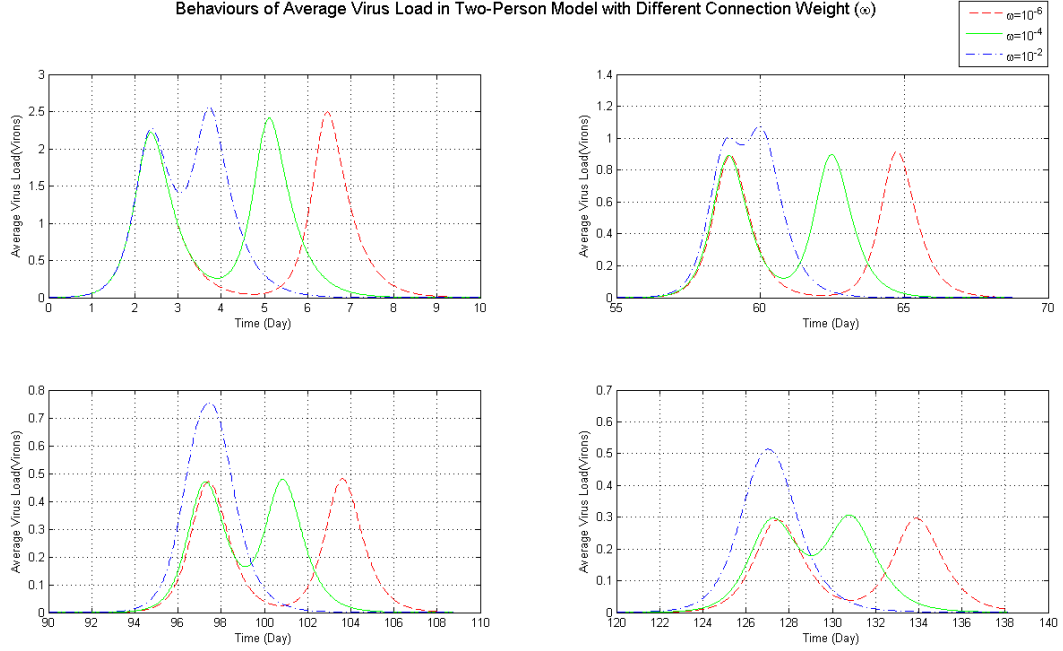 Behaviours of Average Virus Load in Two-Person Model with Different Connection Weight (ω)
ω=10⁻⁶
ω=10⁻⁴
ω=10⁻²
Average Virus Load(Virons)
3
2.5
2
1.5
1
0.5
0
0 1 2 3 4 5 6 7 8 9 10
Time (Day)
Average Virus Load(Virons)
1.4
1.2
1
0.8
0.6
0.4
0.2
0
55 60 65 70
Time (Day)
Average Virus Load(Virons)
0.8
0.7
0.6
0.5
0.4
0.3
0.2
0.1
0
90 92 94 96 98 100 102 104 106 108 110
Time (Day)
Average Virus Load(Virons)
0.7
0.6
0.5
0.4
0.3
0.2
0.1
0
120 122 124 126 128 130 132 134 136 138 140
Time (Day)